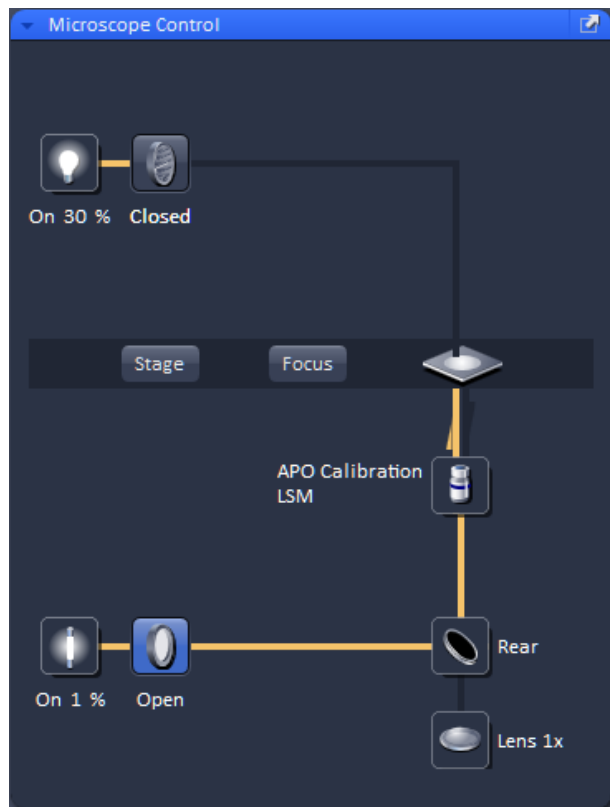 Microscope Control
On 30 %
Closed
Stage
Focus
APO Calibration
LSM
Rear
On 1 %
Open
Lens 1x